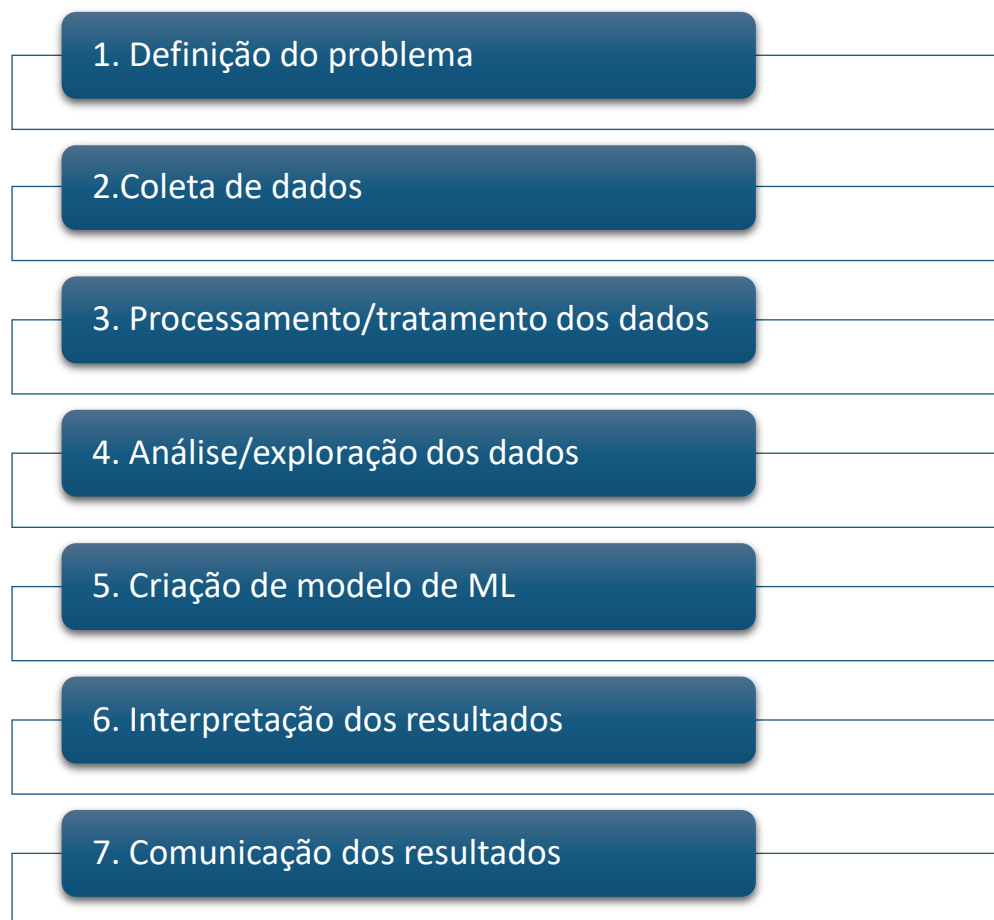 1. Definição do problema
2.Coleta de dados
3. Processamento/tratamento dos dados
4. Análise/exploração dos dados
5. Criação de modelo de ML
6. Interpretação dos resultados
7. Comunicação dos resultados